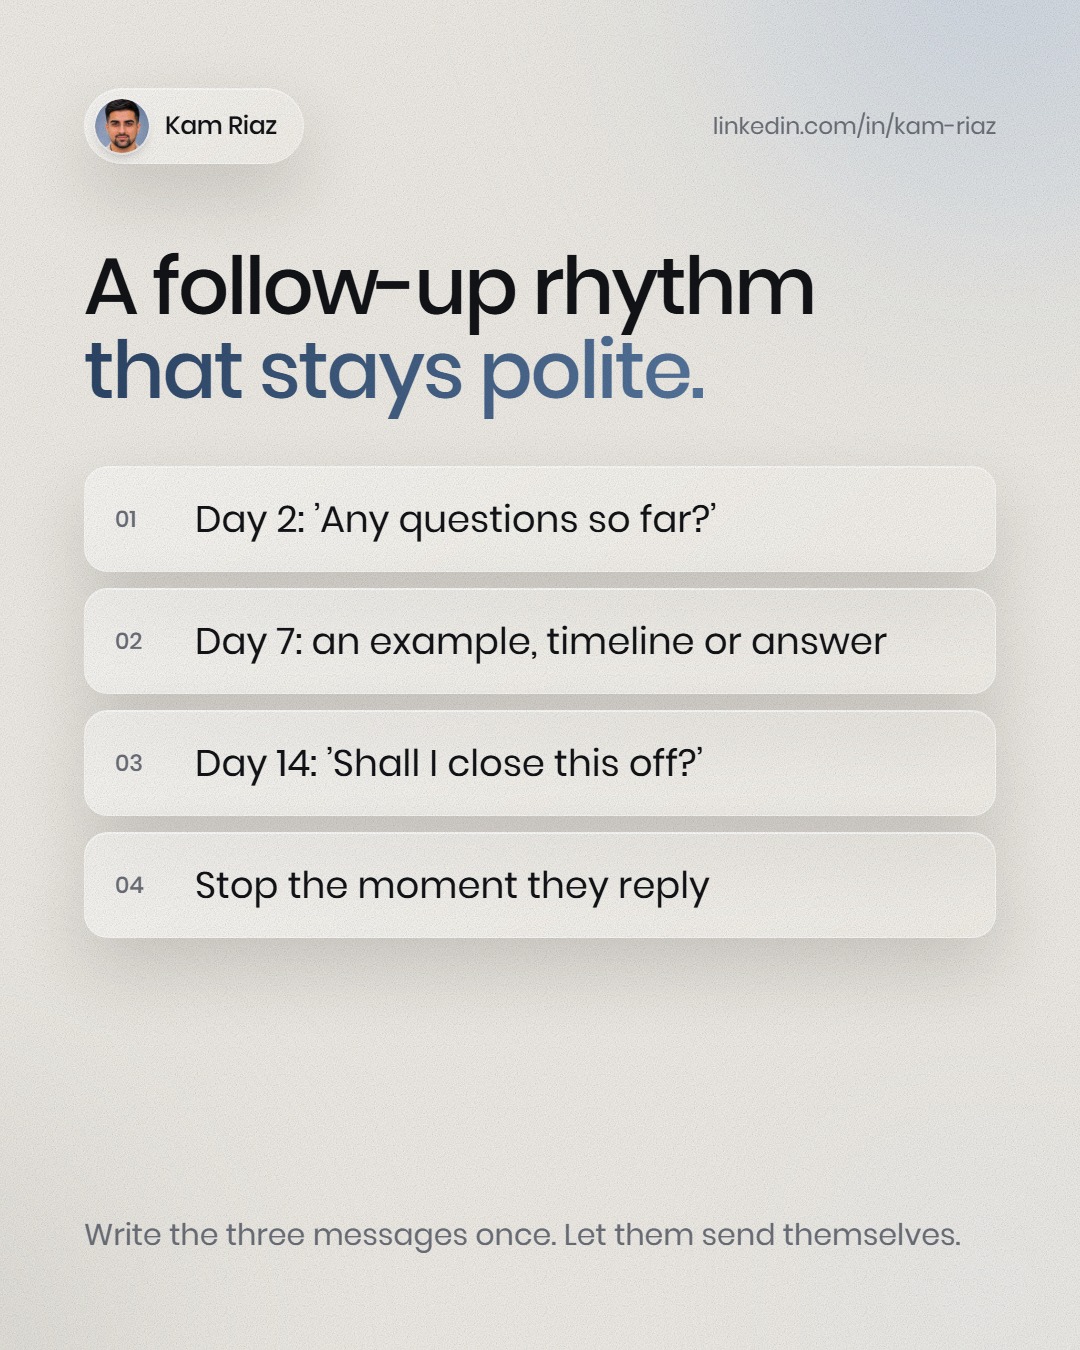 Kam Riaz
linkedin.com/in/kam-riaz
A follow-up rhythm
that stays polite.
01 Day 2: ’Any questions so far?’
02 Day 7: an example, timeline or answer
03 Day 14: ’Shall I close this off?’
04 Stop the moment they reply
Write the three messages once. Let them send themselves.